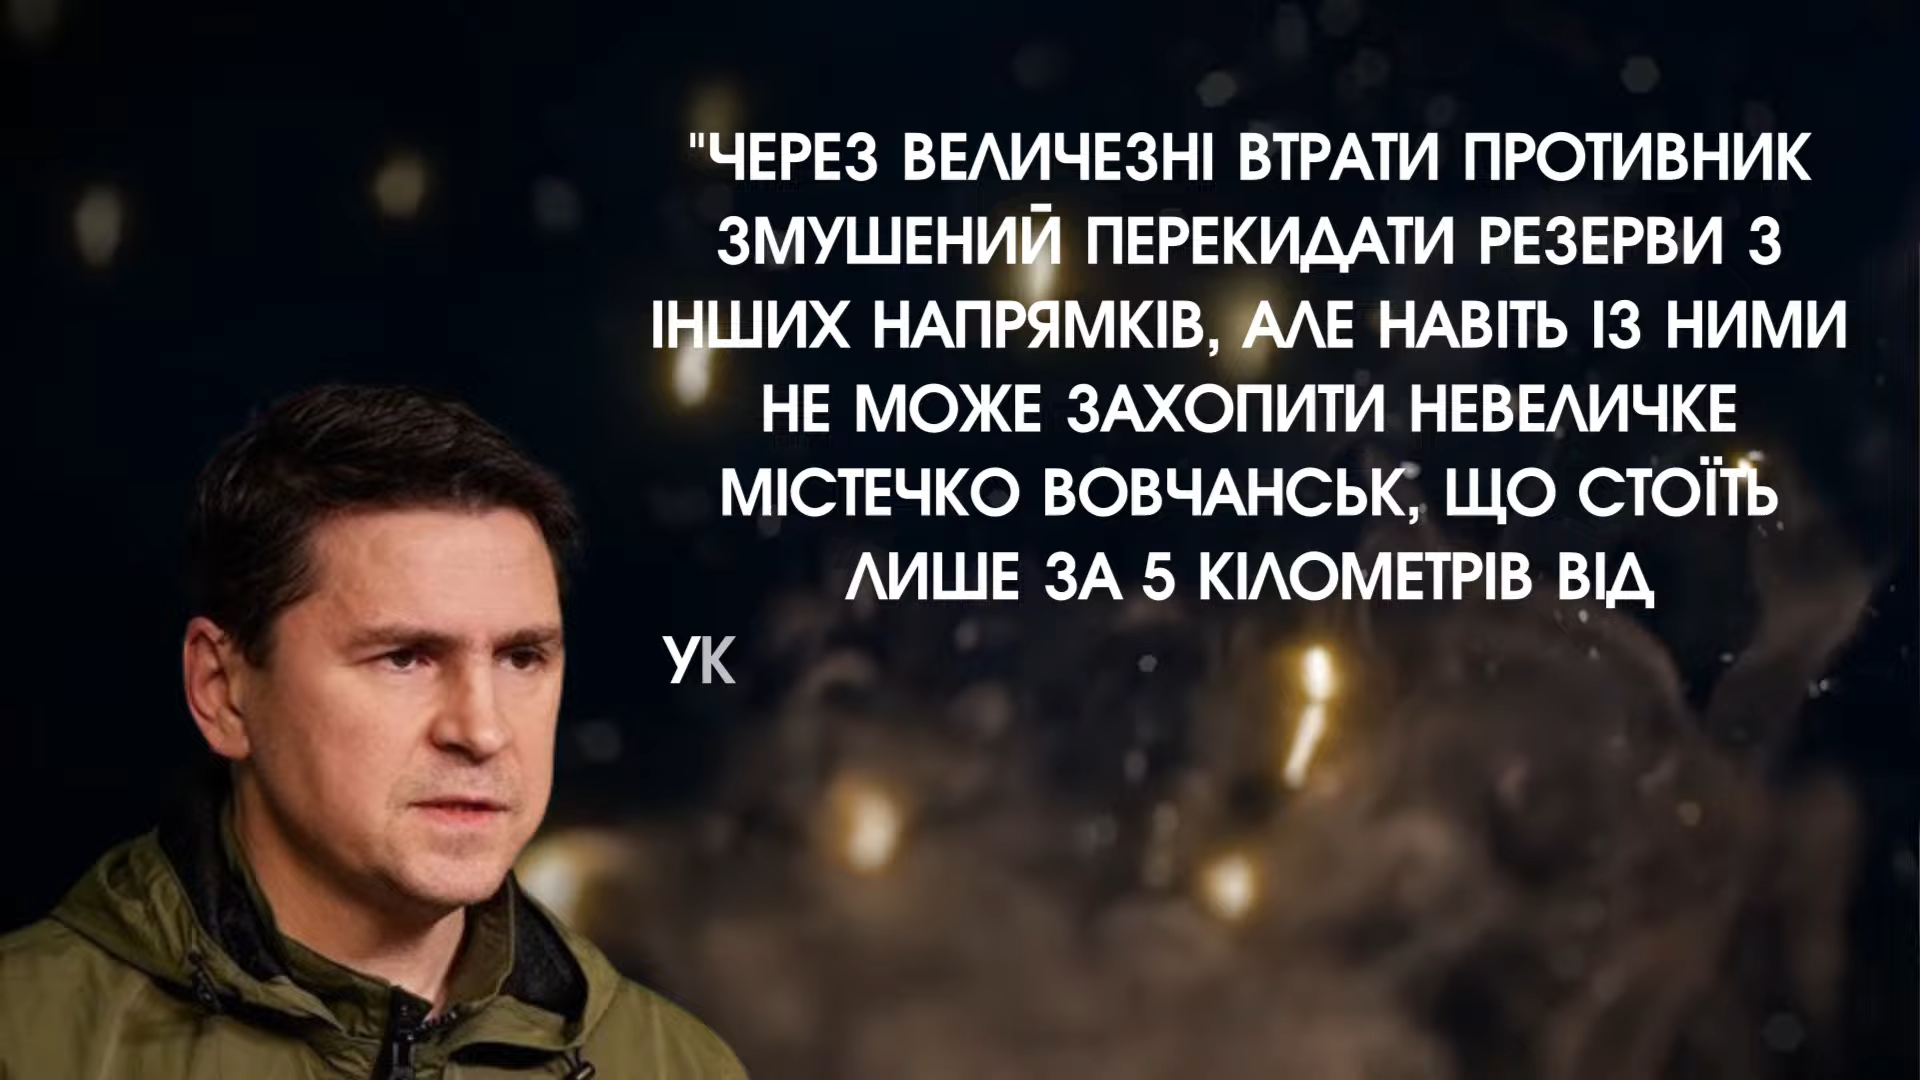 "ЧЕРЕЗ ВЕЛИЧЕЗНІ ВТРАТИ ПРОТИВНИК
ЗМУШЕНИЙ ПЕРЕКИДАТИ РЕЗЕРВИ З
ІНШИХ НАПРЯМКІВ, АЛЕ НАВІТЬ ІЗ НИМИ
НЕ МОЖЕ ЗАХОПИТИ НЕВЕЛИЧКЕ
МІСТЕЧКО ВОВЧАНСЬК, ЩО СТОЇТЬ
ЛИШЕ ЗА 5 КІЛОМЕТРІВ ВІД
УК